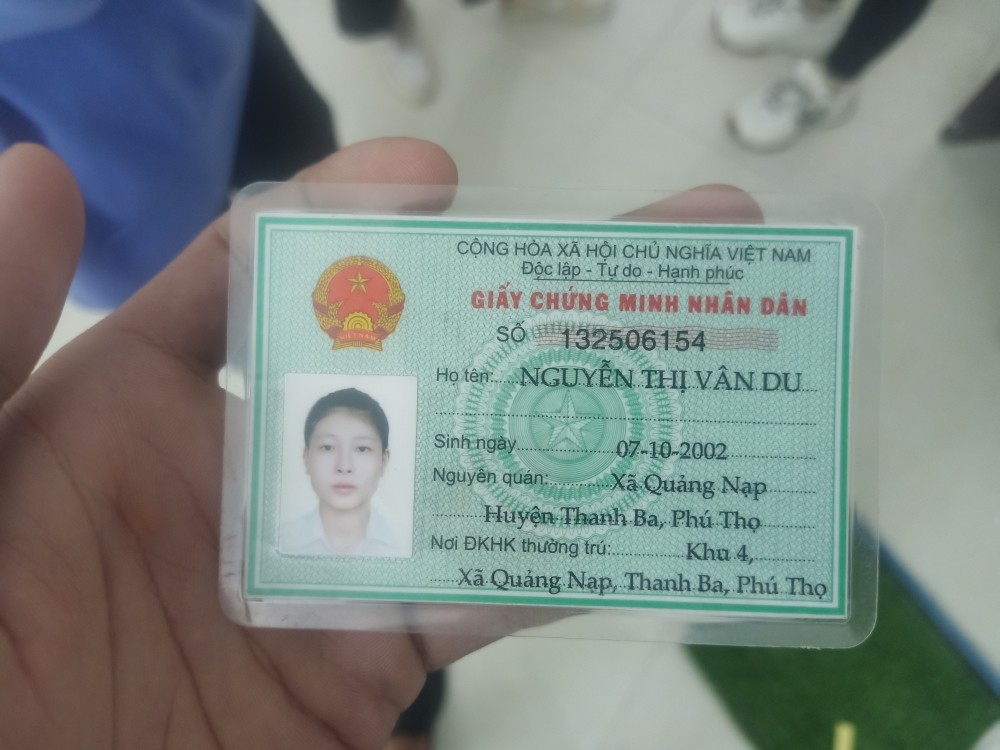 CỘNG HÒA XÃ HỘI CHỦ NGHĨA VIỆT NAM
Độc lập - Tự do - Hạnh phúc
GIẤY CHỨNG MINH NHÂN DÂN
SỐ 132506154
Họ tên: NGUYỄN THỊ VÂN DU
Sinh ngày 07-10-2002
Nguyên quán: Xã Quảng Nạp
Huyện Thanh Ba, Phú Thọ
Nơi ĐKHK thường trú: Khu 4,
Xã Quảng Nạp, Thanh Ba, Phú Thọ
VIỆT NAM